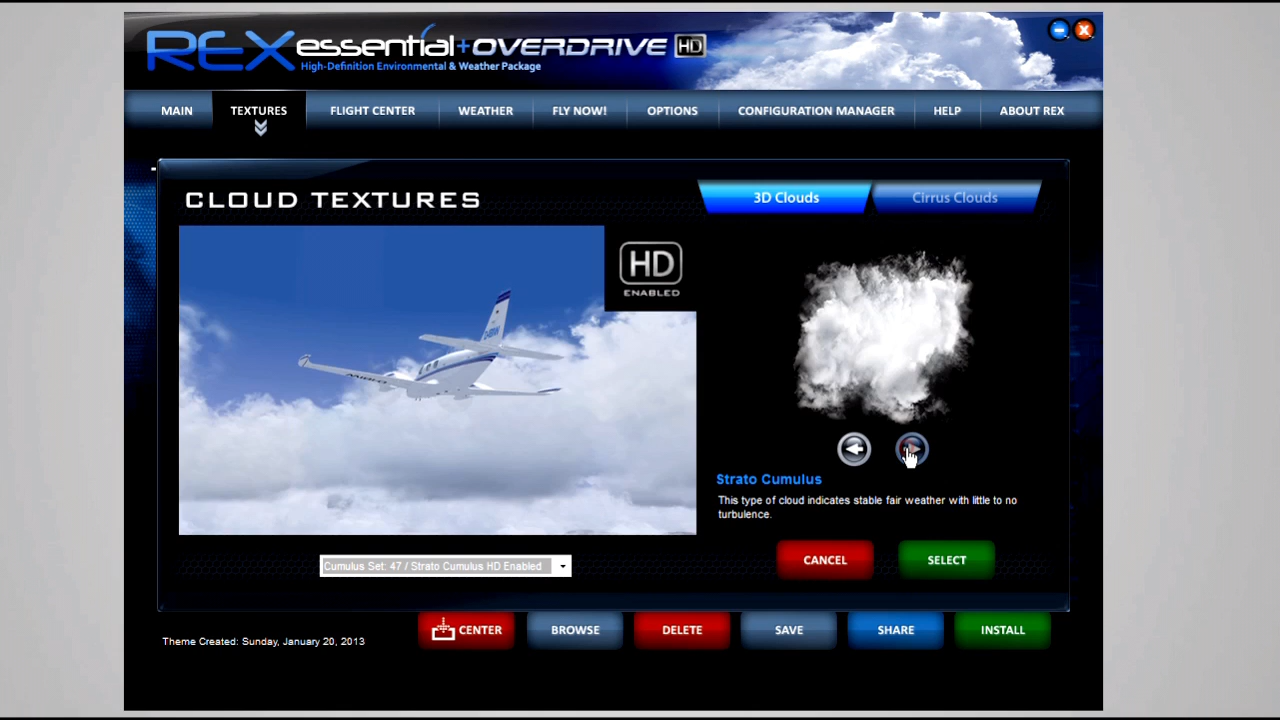 REX essential+OVERDRIVE HD
High-Definition Environmental & Weather Package
MAIN TEXTURES FLIGHT CENTER WEATHER FLY NOW! OPTIONS CONFIGURATION MANAGER HELP ABOUT REX
CLOUD TEXTURES
3D Clouds Cirrus Clouds
HD
ENABLED
Strato Cumulus
This type of cloud indicates stable fair weather with little to no
turbulence.
Cumulus Set: 47 / Strato Cumulus HD Enabled
CANCEL SELECT
Theme Created: Sunday, January 20, 2013
CENTER BROWSE DELETE SAVE SHARE INSTALL